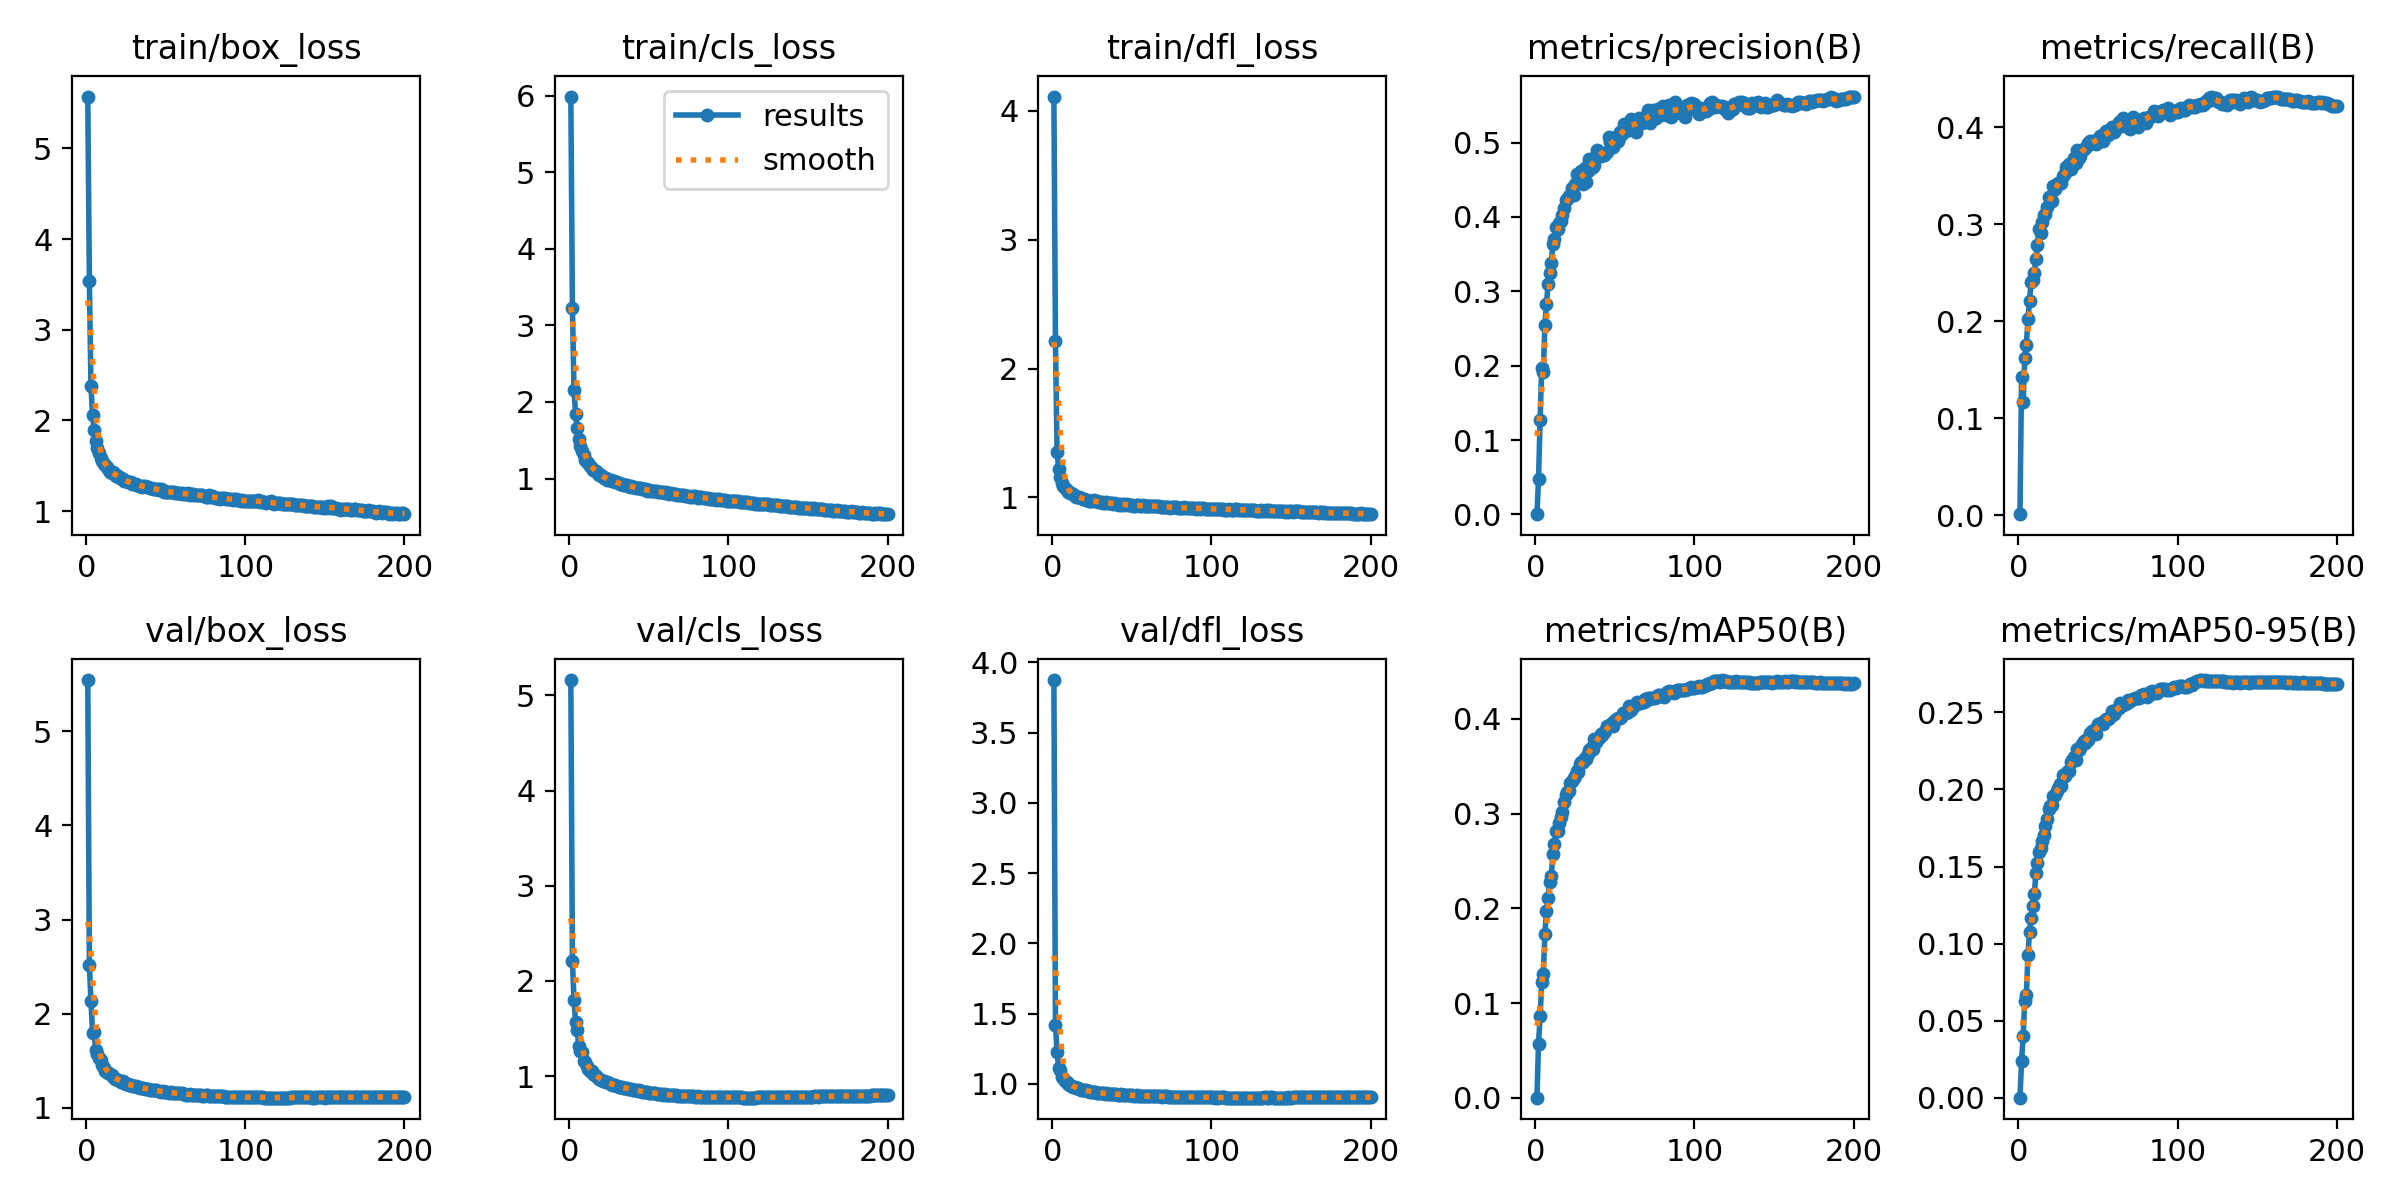 train/box_loss
5
4
3
2
1
0 100 200
train/cls_loss
results
smooth
6
5
4
3
2
1
0 100 200
train/dfl_loss
4
3
2
1
0 100 200
metrics/precision(B)
0.5
0.4
0.3
0.2
0.1
0.0
0 100 200
metrics/recall(B)
0.4
0.3
0.2
0.1
0.0
0 100 200
val/box_loss
5
4
3
2
1
0 100 200
val/cls_loss
5
4
3
2
1
0 100 200
val/dfl_loss
4.0
3.5
3.0
2.5
2.0
1.5
1.0
0 100 200
metrics/mAP50(B)
0.4
0.3
0.2
0.1
0.0
0 100 200
metrics/mAP50-95(B)
0.25
0.20
0.15
0.10
0.05
0.00
0 100 200